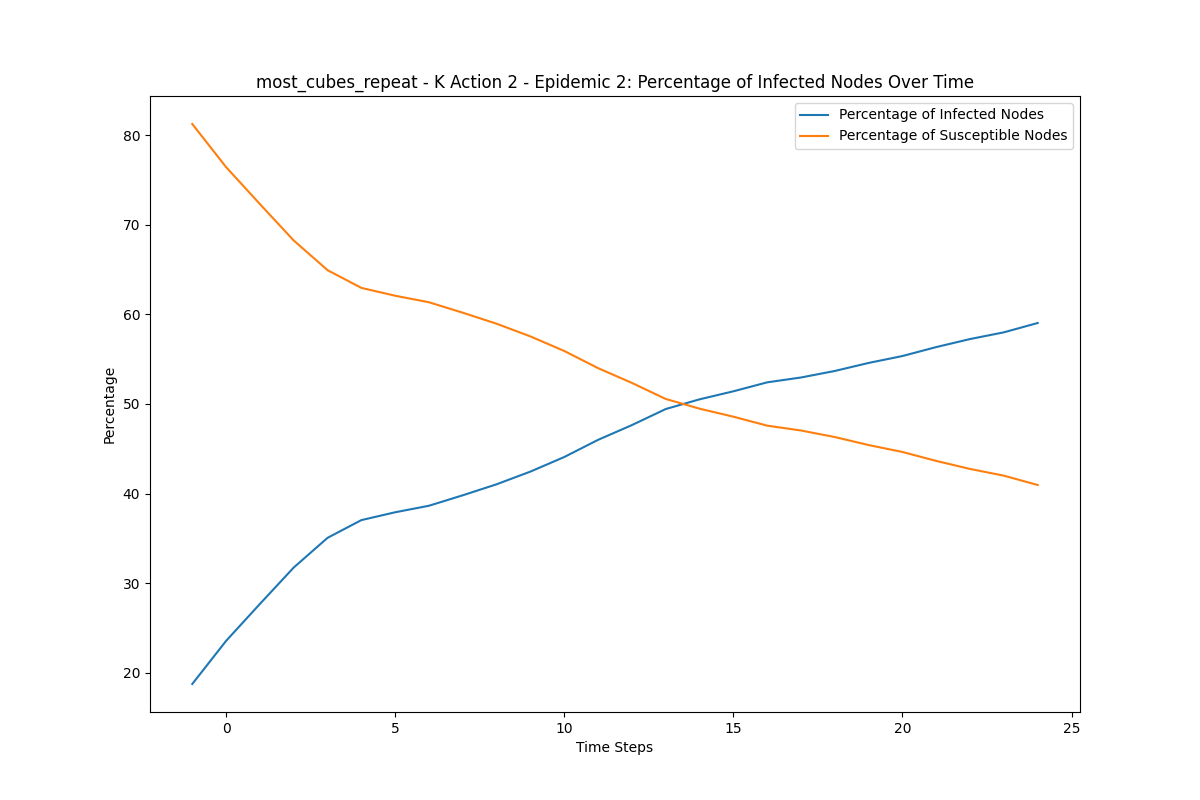 most_cubes_repeat - K Action 2 - Epidemic 2: Percentage of Infected Nodes Over Time
Percentage of Infected Nodes
Percentage of Susceptible Nodes
Percentage
80
70
60
50
40
30
20
0 5 10 15 20 25
Time Steps